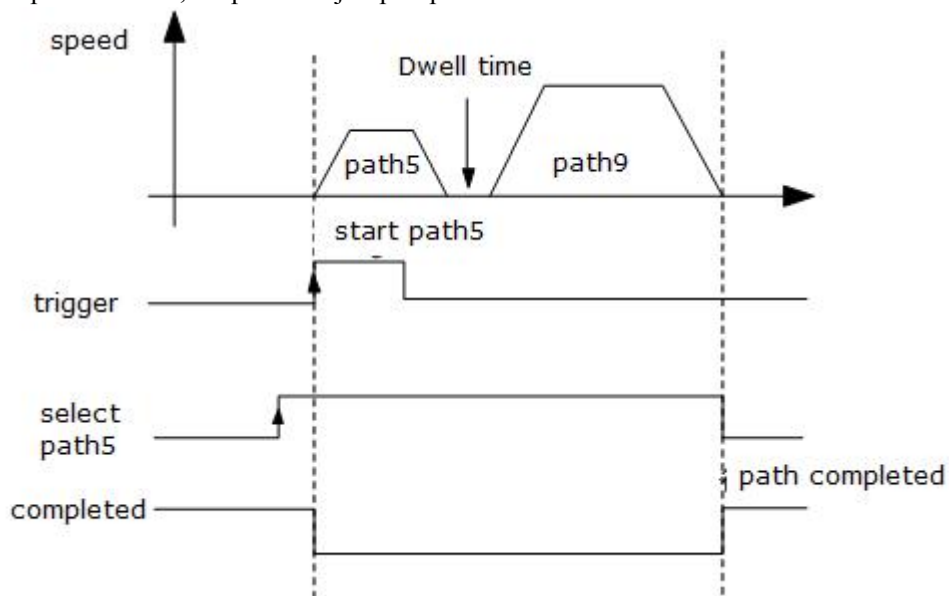 speed
Dwell time
path5
path9
start path5
trigger
select
path5
path completed
completed